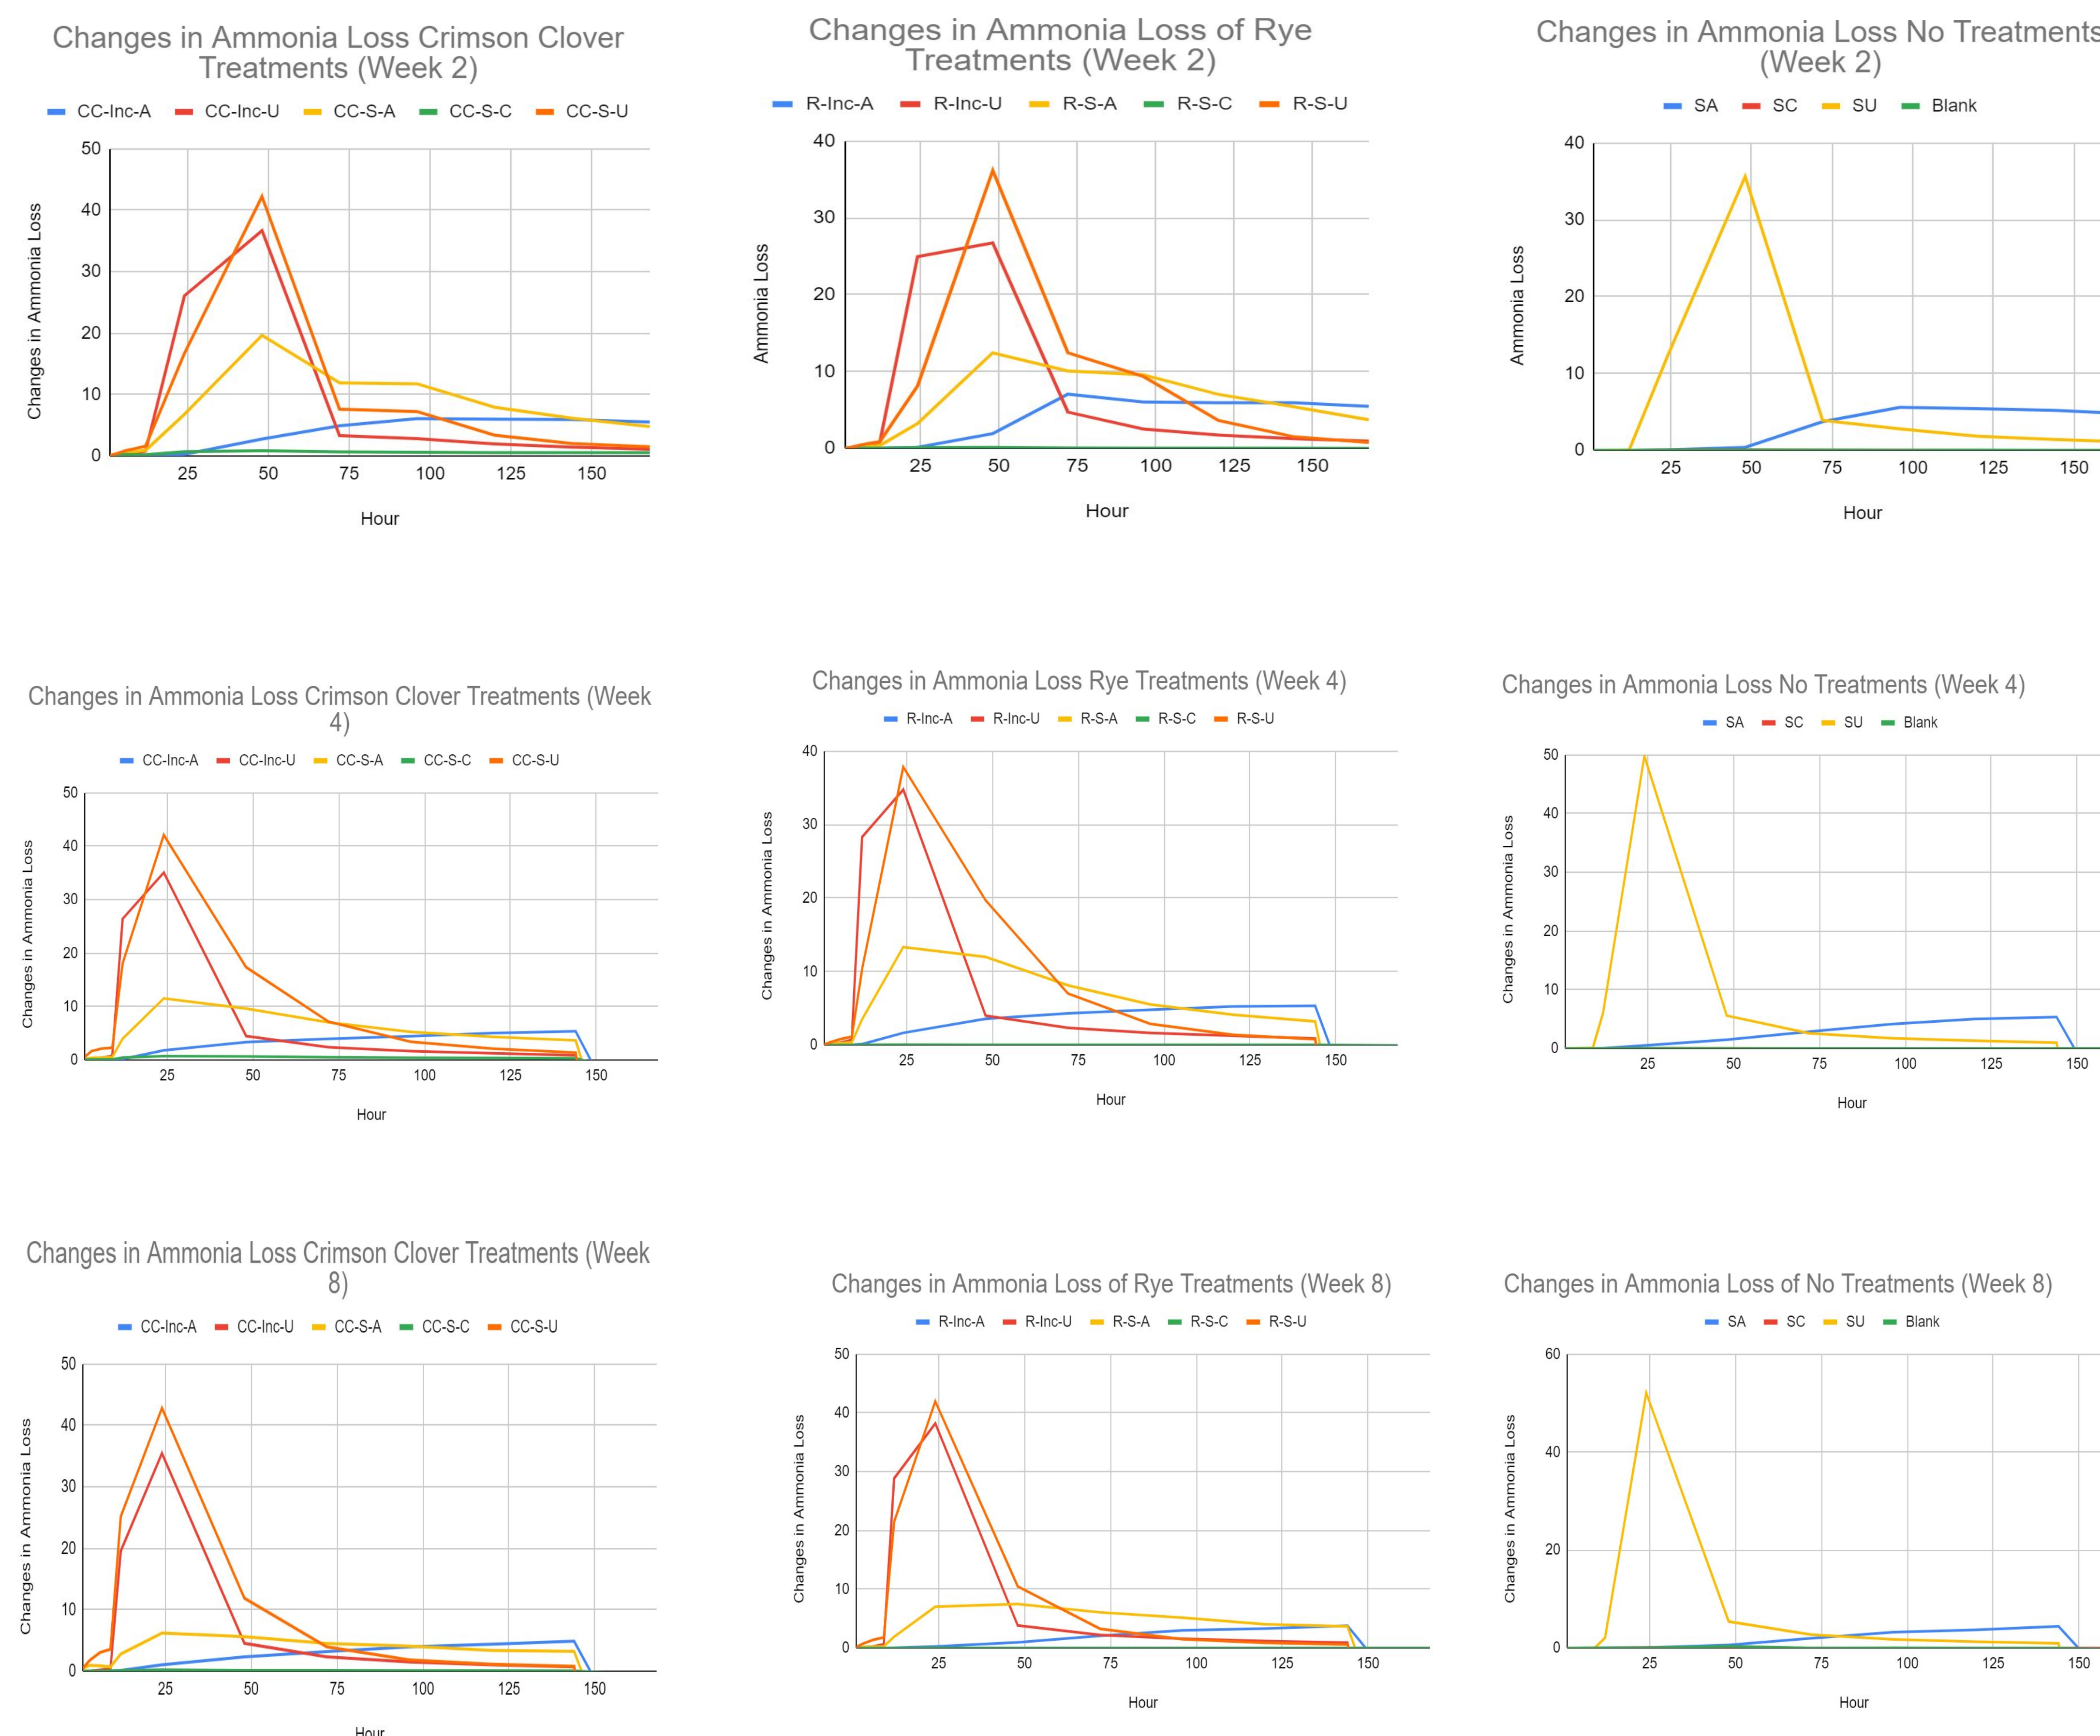 Changes in Ammonia Loss Crimson Clover
Treatments (Week 2)
CC-Inc-A CC-Inc-U CC-S-A CC-S-C CC-S-U
Changes in Ammonia Loss
50
40
30
20
10
0
25 50 75 100 125 150
Hour
Changes in Ammonia Loss of Rye
Treatments (Week 2)
R-Inc-A R-Inc-U R-S-A R-S-C R-S-U
Ammonia Loss
40
30
20
10
0
25 50 75 100 125 150
Hour
Changes in Ammonia Loss No Treatments
(Week 2)
SA SC SU Blank
Ammonia Loss
40
30
20
10
0
25 50 75 100 125 150
Hour
Changes in Ammonia Loss Crimson Clover Treatments (Week
4)
CC-Inc-A CC-Inc-U CC-S-A CC-S-C CC-S-U
Changes in Ammonia Loss
50
40
30
20
10
0
25 50 75 100 125 150
Hour
Changes in Ammonia Loss Rye Treatments (Week 4)
R-Inc-A R-Inc-U R-S-A R-S-C R-S-U
Changes in Ammonia Loss
40
30
20
10
0
25 50 75 100 125 150
Hour
Changes in Ammonia Loss No Treatments (Week 4)
SA SC SU Blank
Changes in Ammonia Loss
50
40
30
20
10
0
25 50 75 100 125 150
Hour
Changes in Ammonia Loss Crimson Clover Treatments (Week
8)
CC-Inc-A CC-Inc-U CC-S-A CC-S-C CC-S-U
Changes in Ammonia Loss
50
40
30
20
10
0
25 50 75 100 125 150
Hour
Changes in Ammonia Loss of Rye Treatments (Week 8)
R-Inc-A R-Inc-U R-S-A R-S-C R-S-U
Changes in Ammonia Loss
50
40
30
20
10
0
25 50 75 100 125 150
Hour
Changes in Ammonia Loss of No Treatments (Week 8)
SA SC SU Blank
Changes in Ammonia Loss
60
40
20
0
25 50 75 100 125 150
Hour